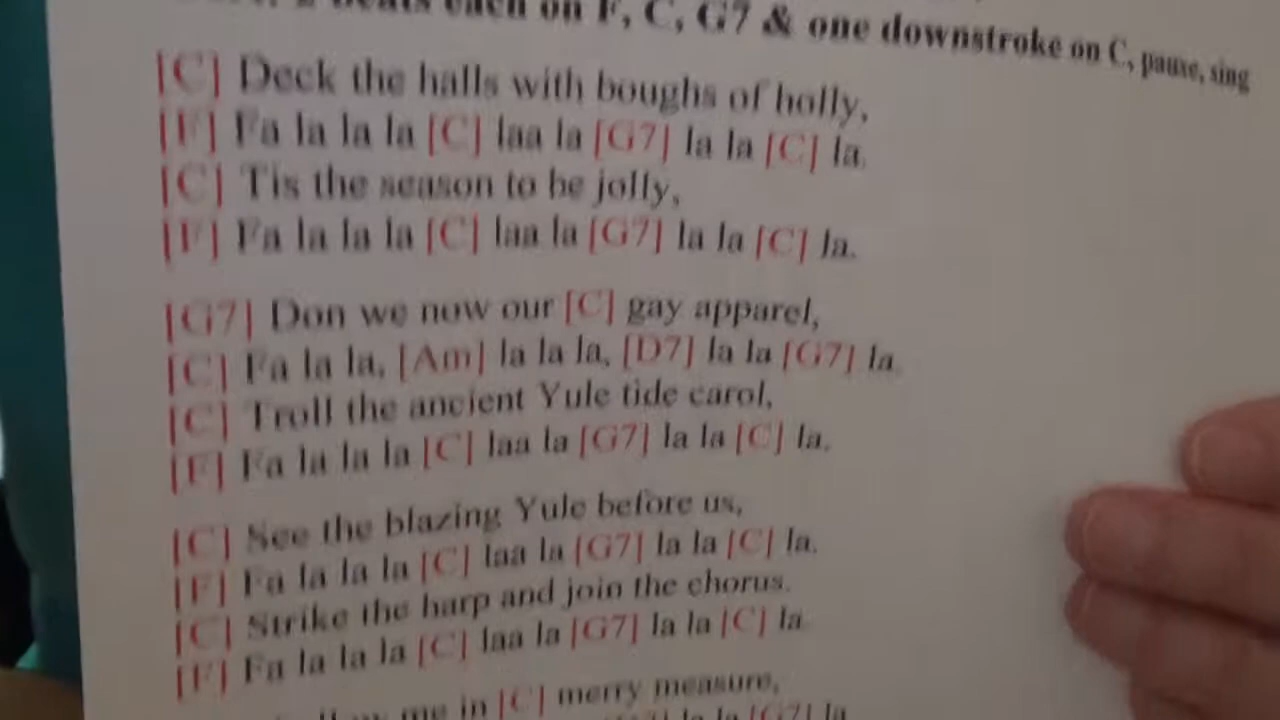 2 beats each on F, C, G7 & one downstroke on C, pause, sing
[C] Deck the halls with boughs of holly,
[F] Fa la la la [C] laa la [G7] la la [C] la.
[C] Tis the season to be jolly,
[F] Fa la la la [C] laa la [G7] la la [C] la.
[G7] Don we now our [C] gay apparel,
[C] Fa la la, [Am] la la la, [D7] la la [G7] la.
[C] Troll the ancient Yule tide carol,
[F] Fa la la la [C] laa la [G7] la la [C] la.
[C] See the blazing Yule before us,
[F] Fa la la la [C] laa la [G7] la la [C] la.
[C] Strike the harp and join the chorus.
[F] Fa la la la [C] laa la [G7] la la [C] la.
me in [C] merry measure,
la la [G7] la